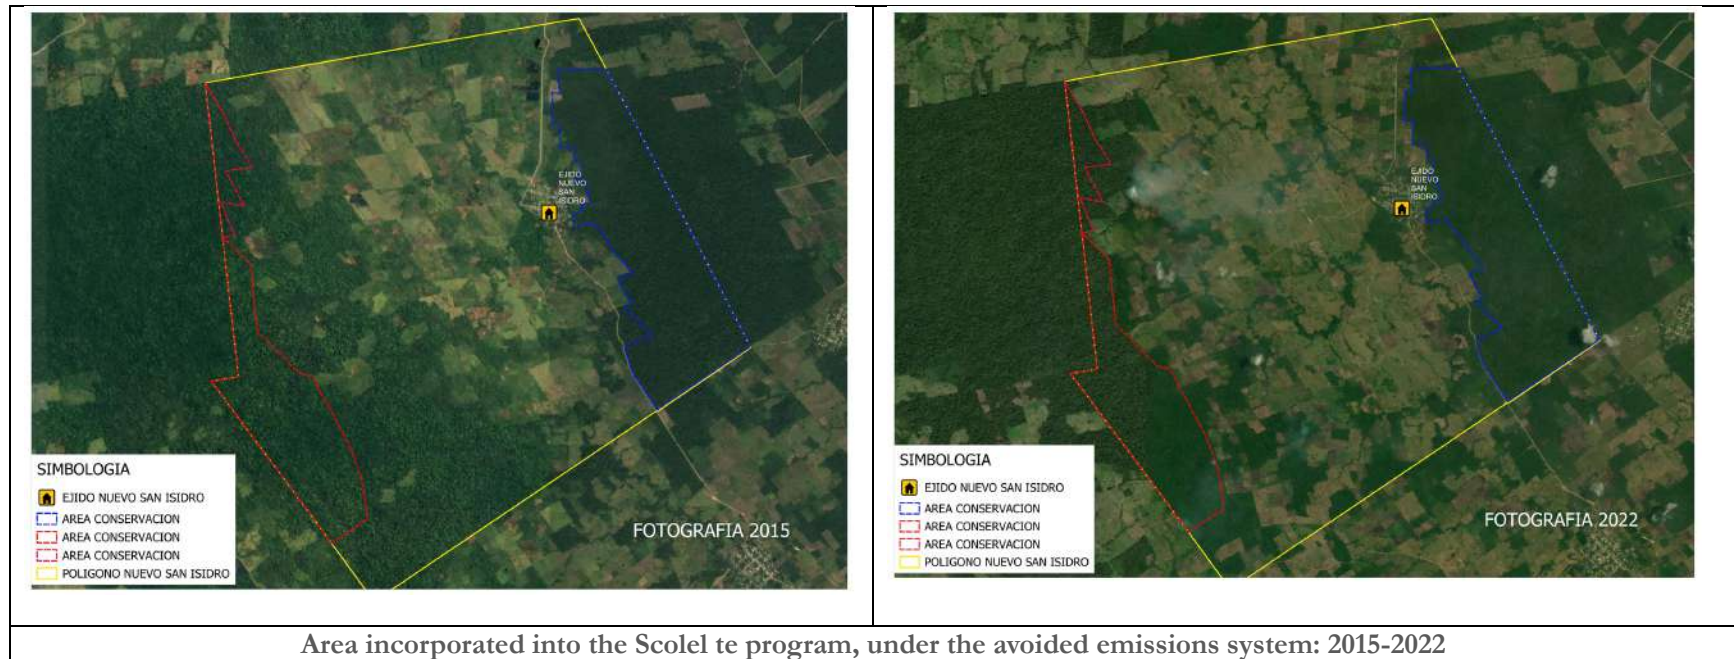 EJIDO
NUEVO
SAN
ISIDRO
SIMBOLOGIA
EJIDO NUEVO SAN ISIDRO
AREA CONSERVACION
AREA CONSERVACION
AREA CONSERVACION
POLIGONO NUEVO SAN ISIDRO
FOTOGRAFIA 2015
EJIDO
NUEVO
SAN
ISIDRO
SIMBOLOGIA
EJIDO NUEVO SAN ISIDRO
AREA CONSERVACION
AREA CONSERVACION
AREA CONSERVACION
POLIGONO NUEVO SAN ISIDRO
FOTOGRAFIA 2022
Area incorporated into the Scolel te program, under the avoided emissions system: 2015-2022